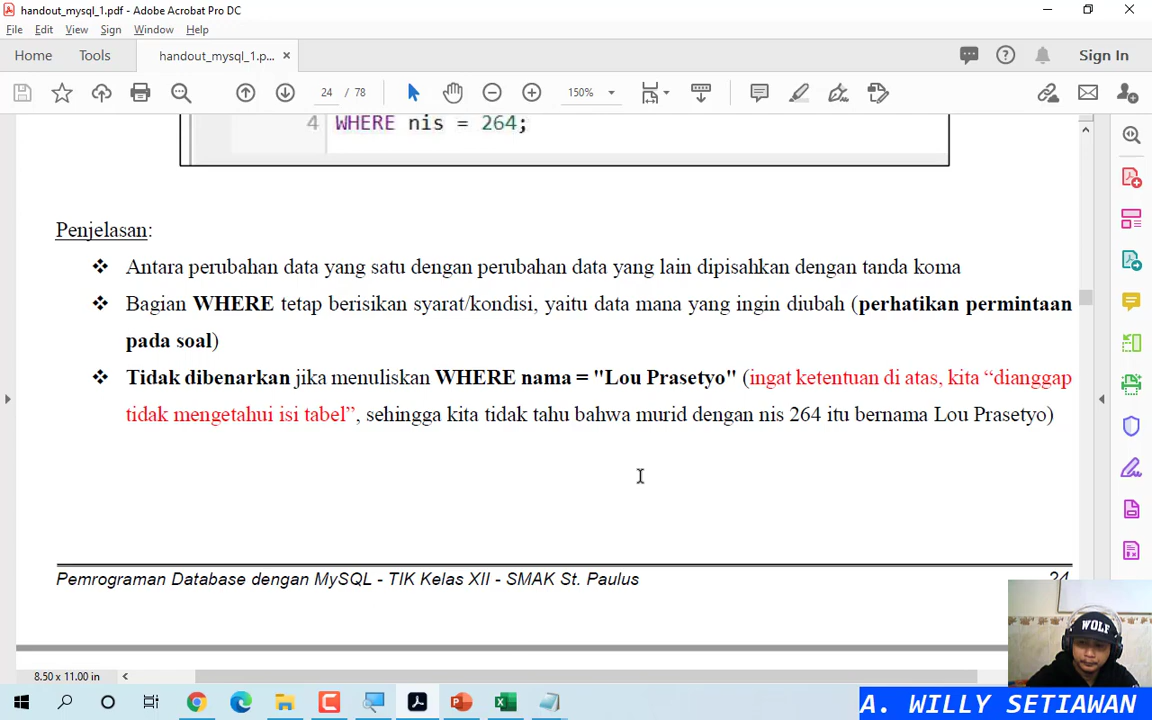 handout_mysql_1.pdf - Adobe Acrobat Pro DC
File Edit View Sign Window Help
Home Tools handout_mysql_1.p... × Sign In
24 / 78 150%
4 WHERE nis = 264;
Penjelasan:
❖ Antara perubahan data yang satu dengan perubahan data yang lain dipisahkan dengan tanda koma
❖ Bagian WHERE tetap berisikan syarat/kondisi, yaitu data mana yang ingin diubah (perhatikan permintaan
pada soal)
❖ Tidak dibenarkan jika menuliskan WHERE nama = "Lou Prasetyo" (ingat ketentuan di atas, kita “dianggap
tidak mengetahui isi tabel”, sehingga kita tidak tahu bahwa murid dengan nis 264 itu bernama Lou Prasetyo)
Pemrograman Database dengan MySQL - TIK Kelas XII - SMAK St. Paulus 24
8.50 x 11.00 in
WOLF
A. WILLY SETIAWAN